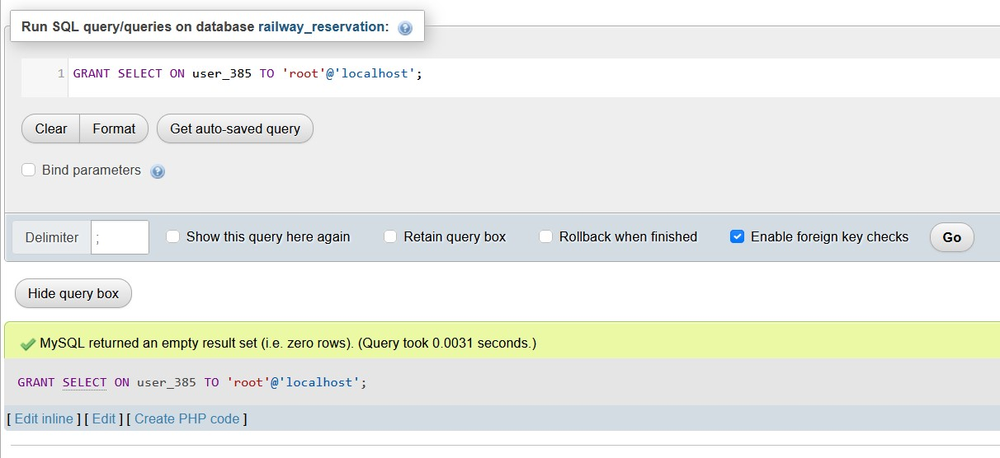 Run SQL query/queries on database railway_reservation:
1 GRANT SELECT ON user_385 TO 'root'@'localhost';
Clear Format Get auto-saved query
Bind parameters
Delimiter ; Show this query here again Retain query box Rollback when finished Enable foreign key checks Go
Hide query box
MySQL returned an empty result set (i.e. zero rows). (Query took 0.0031 seconds.)
GRANT SELECT ON user_385 TO 'root'@'localhost';
[ Edit inline ] [ Edit ] [ Create PHP code ]